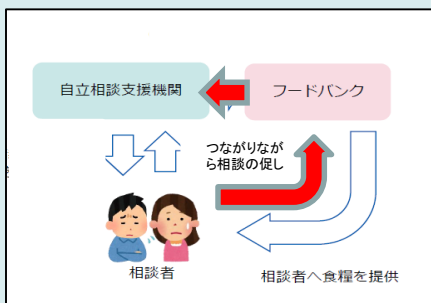 自立相談支援機関
フードバンク
つながりなが
ら相談の促し
相談者
相談者へ食糧を提供